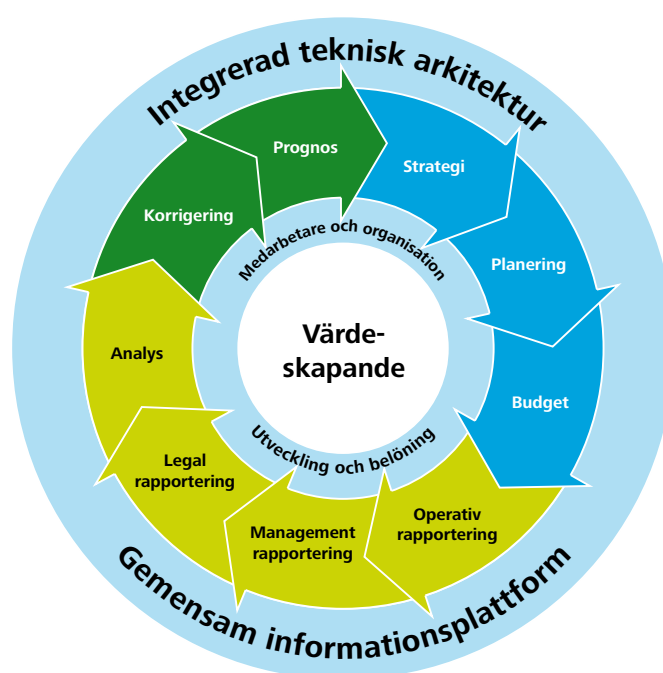 Integrerad teknisk arkitektur
Prognos
Strategi
Korrigering
Planering
Medarbetare och organisation
Värde-
skapande
Analys
Budget
Utveckling och belöning
Legal
rapportering
Operativ
rapportering
Management
rapportering
Gemensam informationsplattform